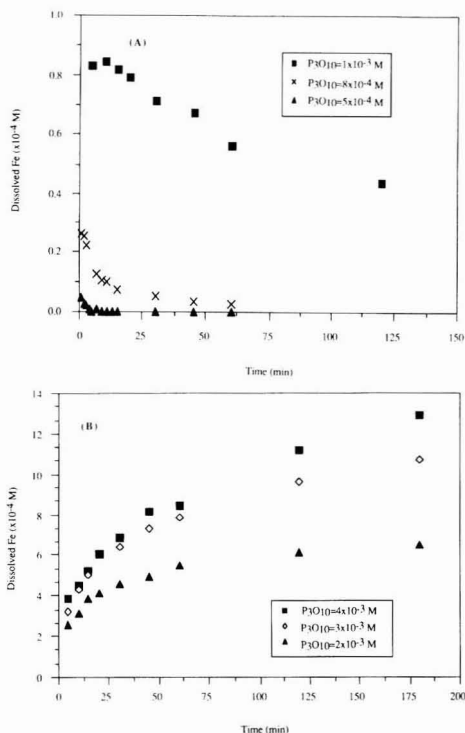 (A)
P3O10=1x10-3 M
P3O10=8x10-4 M
P3O10=5x10-4 M
Dissolved Fe (x10-4 M)
1.0
0.8
0.6
0.4
0.2
0.0
0 25 50 75 100 125 150
Time (min)
(B)
Dissolved Fe (x10-4 M)
14
12
10
8
6
4
2
0
P3O10=4x10-3 M
P3O10=3x10-3 M
P3O10=2x10-3 M
0 25 50 75 100 125 150 175 200
Time (min)